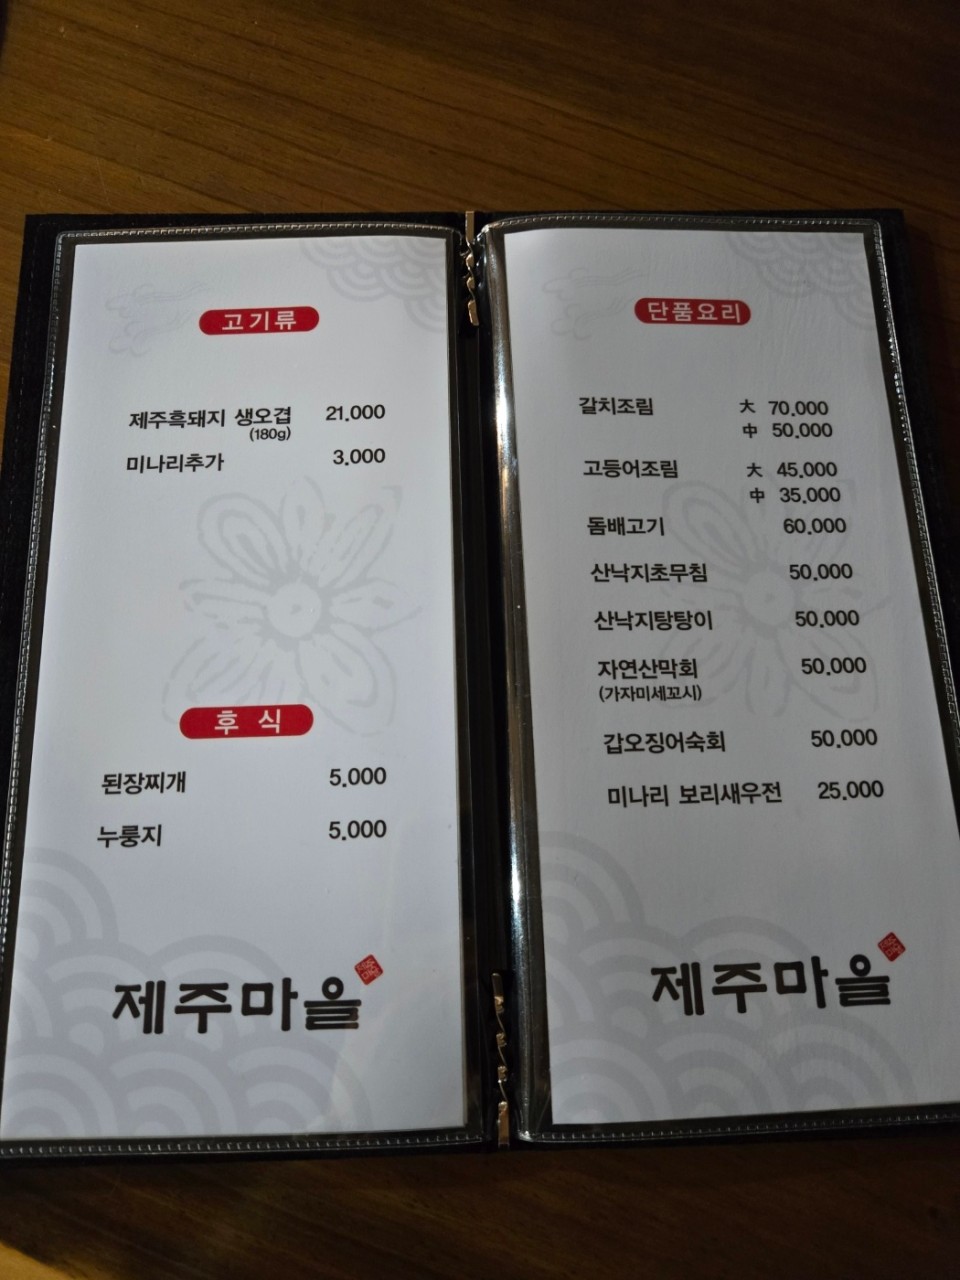 고기류
제주흑돼지 생오겹 21.000
(180g)
미나리추가 3.000
후 식
된장찌개 5.000
누룽지 5.000
제주마을
단품요리
갈치조림 大 70.000
中 50.000
고등어조림 大 45.000
中 35.000
돔배고기 60.000
산낙지초무침 50.000
산낙지탕탕이 50.000
자연산막회 50.000
(가자미세꼬시)
갑오징어숙회 50.000
미나리 보리새우전 25.000
제주마을